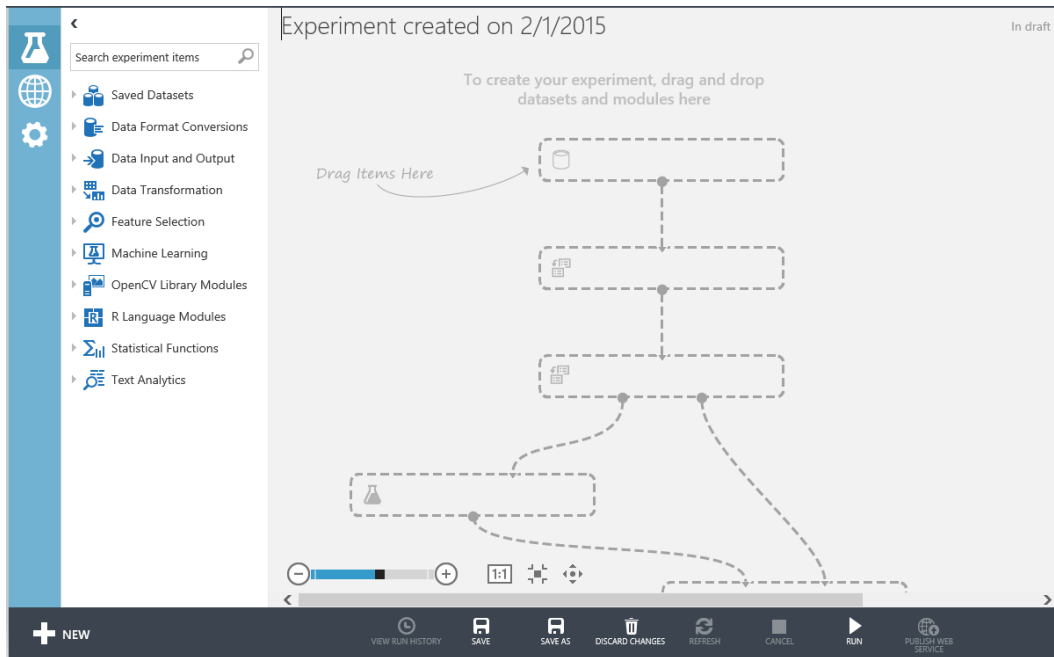 Experiment created on 2/1/2015
In draft
Search experiment items
Saved Datasets
Data Format Conversions
Data Input and Output
Data Transformation
Feature Selection
Machine Learning
OpenCV Library Modules
R Language Modules
Statistical Functions
Text Analytics
To create your experiment, drag and drop
datasets and modules here
Drag Items Here
1:1
NEW
VIEW RUN HISTORY
SAVE
SAVE AS
DISCARD CHANGES
REFRESH
CANCEL
RUN
PUBLISH WEB
SERVICE